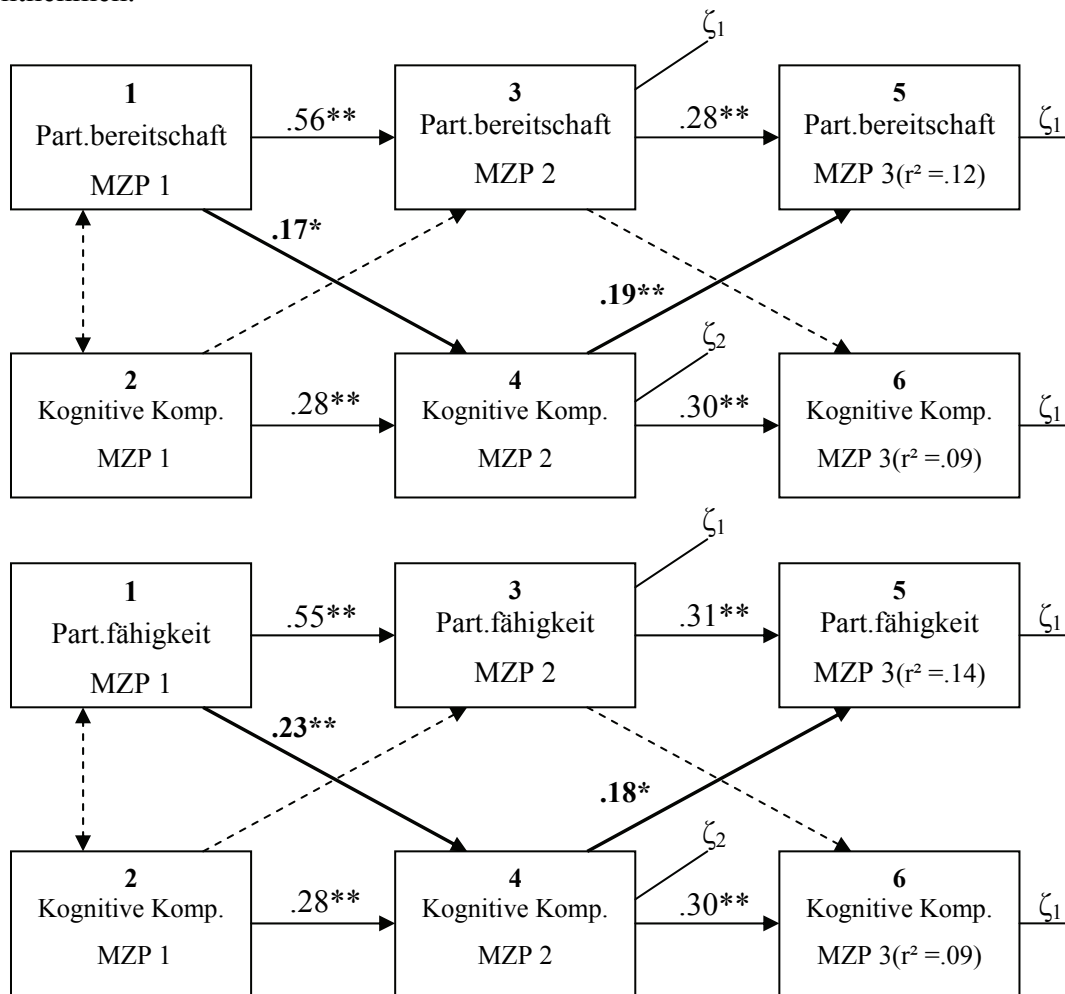 ζ1
1
Part.bereitschaft
MZP 1
.56**
3
Part.bereitschaft
MZP 2
.28**
5
Part.bereitschaft
MZP 3(r² =.12)
ζ1
.17*
.19**
ζ2
2
Kognitive Komp.
MZP 1
.28**
4
Kognitive Komp.
MZP 2
.30**
6
Kognitive Komp.
MZP 3(r² =.09)
ζ1
ζ1
1
Part.fähigkeit
MZP 1
.55**
3
Part.fähigkeit
MZP 2
.31**
5
Part.fähigkeit
MZP 3(r² =.14)
ζ1
.23**
.18*
ζ2
2
Kognitive Komp.
MZP 1
.28**
4
Kognitive Komp.
MZP 2
.30**
6
Kognitive Komp.
MZP 3(r² =.09)
ζ1